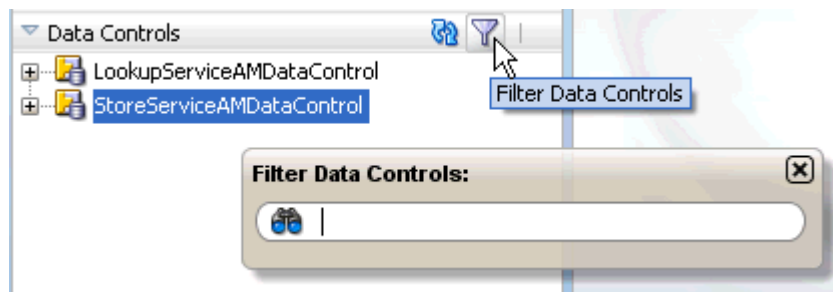 Data Controls
LookupServiceAMDataControl
StoreServiceAMDataControl
Filter Data Controls
Filter Data Controls: